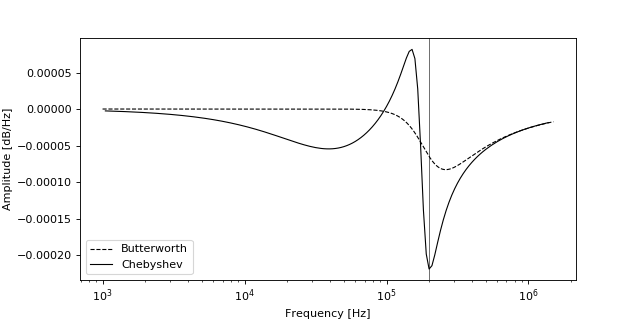 Amplitude [dB/Hz]
0.00005
0.00000
−0.00005
−0.00010
−0.00015
−0.00020
Butterworth
Chebyshev
10³
10⁴
10⁵
10⁶
Frequency [Hz]